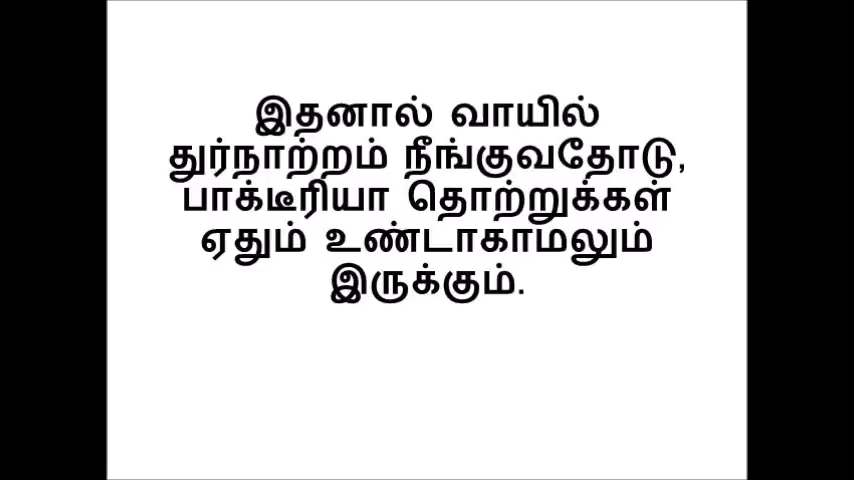 இதனால் வாயில்
துர்நாற்றம் நீங்குவதோடு,
பாக்டீரியா தொற்றுக்கள்
ஏதும் உண்டாகாமலும்
இருக்கும்.